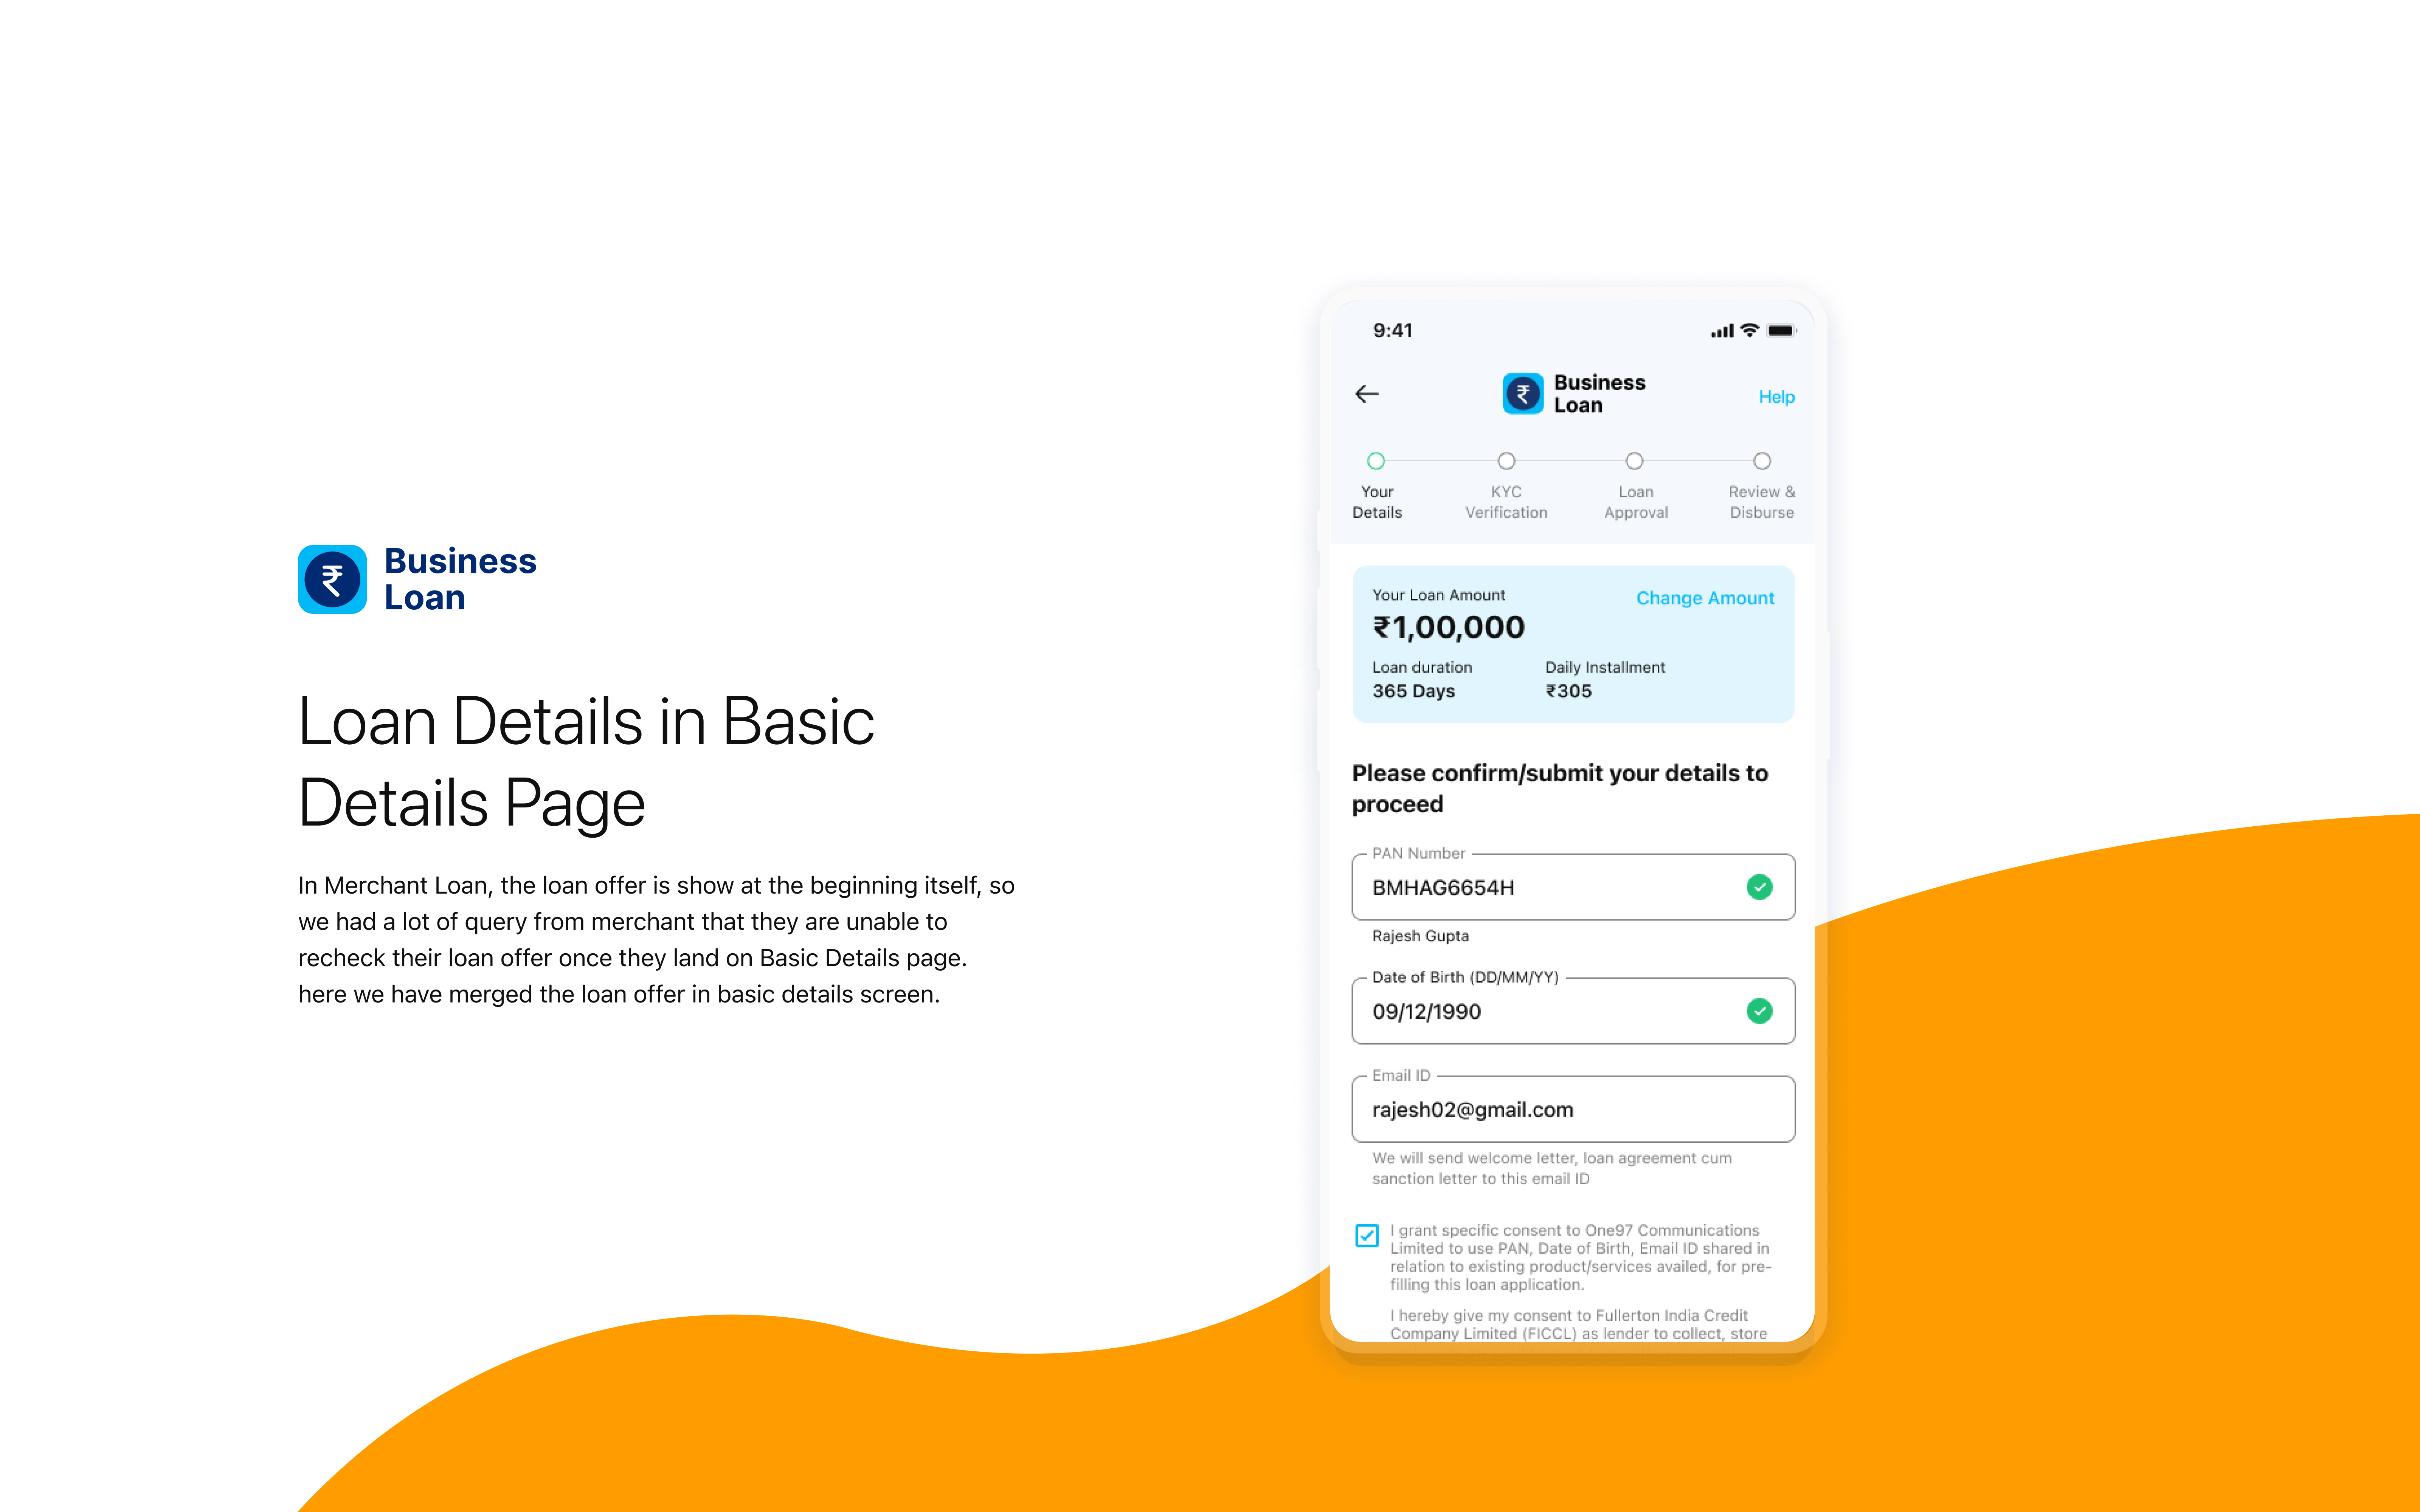 Business
Loan
Loan Details in Basic
Details Page
In Merchant Loan, the loan offer is show at the beginning itself, so
we had a lot of query from merchant that they are unable to
recheck their loan offer once they land on Basic Details page.
here we have merged the loan offer in basic details screen.
9:41
₹ Business
Loan
Help
Your
Details
KYC
Verification
Loan
Approval
Review &
Disburse
Your Loan Amount
Change Amount
₹1,00,000
Loan duration
Daily Installment
365 Days
₹305
Please confirm/submit your details to
proceed
PAN Number
BMHAG6654H
Rajesh Gupta
Date of Birth (DD/MM/YY)
09/12/1990
Email ID
rajesh02@gmail.com
We will send welcome letter, loan agreement cum
sanction letter to this email ID
I grant specific consent to One97 Communications
Limited to use PAN, Date of Birth, Email ID shared in
relation to existing product/services availed, for pre-
filling this loan application.
I hereby give my consent to Fullerton India Credit
Company Limited (FICCL) as lender to collect, store